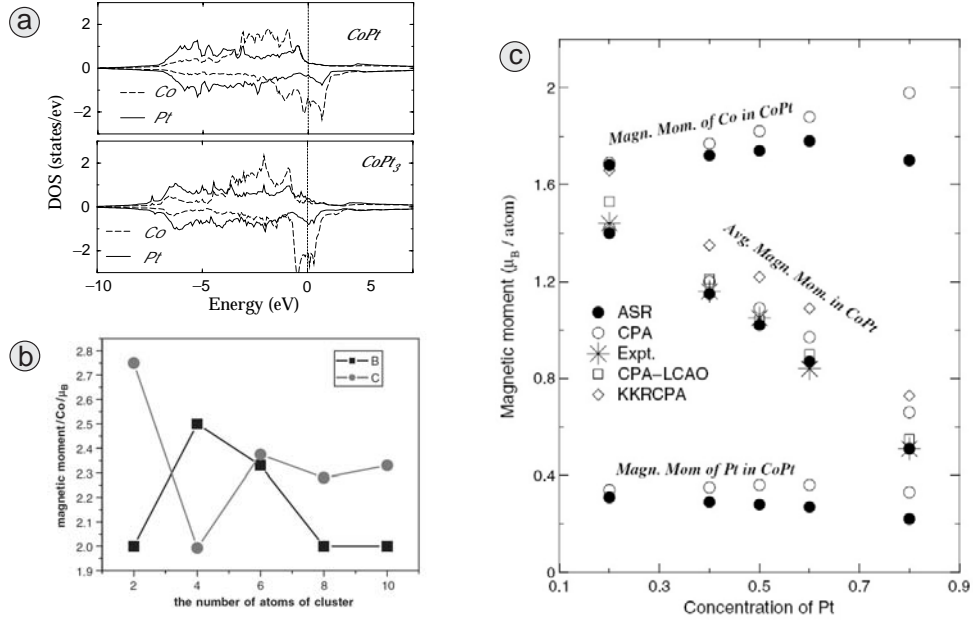 a
2
0
−2
CoPt
Co
Pt
2
0
−2
CoPt3
Co
Pt
DOS (states/ev)
−10
−5
0
5
Energy (eV)
b
2.8
2.7
2.6
2.5
2.4
2.3
2.2
2.1
2.0
1.9
B
C
magnetic moment/Co/μB
2
4
6
8
10
the number of atoms of cluster
c
2
1.6
1.2
0.8
0.4
0
Magn. Mom. of Co in CoPt
Avg. Magn. Mom. in CoPt
ASR
CPA
Expt.
CPA–LCAO
KKRCPA
Magn. Mom of Pt in CoPt
Magnetic moment (μB / atom)
0.1
0.3
0.5
0.7
0.9
Concentration of Pt